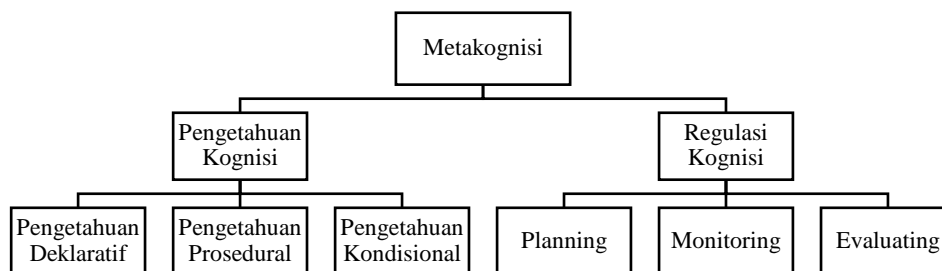 Metakognisi
Pengetahuan
Kognisi
Regulasi
Kognisi
Pengetahuan
Deklaratif
Pengetahuan
Prosedural
Pengetahuan
Kondisional
Planning
Monitoring
Evaluating